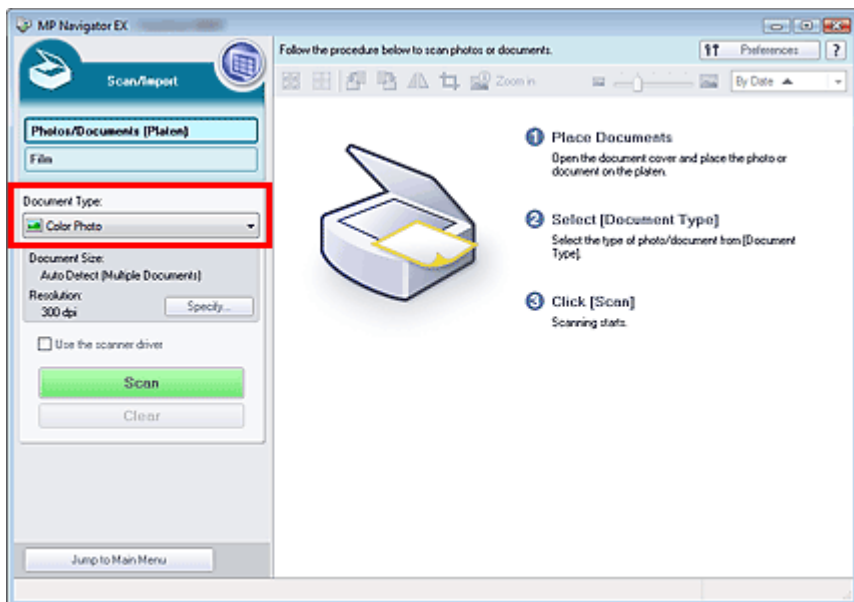 MP Navigator EX
Scan/Import
Photos/Documents (Platen)
Film
Document Type:
Color Photo
Document Size:
Auto Detect (Multiple Documents)
Resolution:
300 dpi
Specify...
Use the scanner driver
Scan
Clear
Jump to Main Menu
Follow the procedure below to scan photos or documents.
Preferences
?
Zoom in
By Date
1 Place Documents
Open the document cover and place the photo or
document on the platen.
2 Select [Document Type]
Select the type of photo/document from [Document
Type].
3 Click [Scan]
Scanning starts.